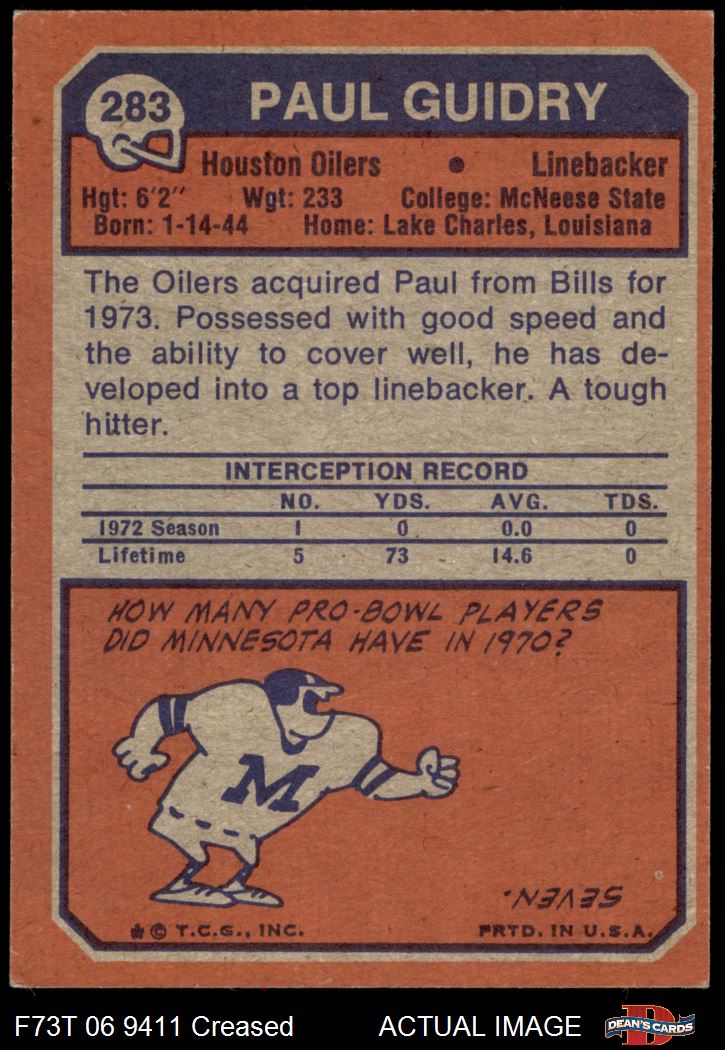 283
PAUL GUIDRY
Houston Oilers • Linebacker
Hgt: 6'2" Wgt: 233 College: McNeese State
Born: 1-14-44 Home: Lake Charles, Louisiana
The Oilers acquired Paul from Bills for
1973. Possessed with good speed and
the ability to cover well, he has de-
veloped into a top linebacker. A tough
hitter.
INTERCEPTION RECORD
NO. YDS. AVG. TDS.
1972 Season 1 0 0.0 0
Lifetime 5 73 14.6 0
HOW MANY PRO-BOWL PLAYERS
DID MINNESOTA HAVE IN 1970?
M
SEVEN.
* © T.C.G., INC. PRTD. IN U.S.A.
F73T 06 9411 Creased ACTUAL IMAGE
D
DEAN'S CARDS